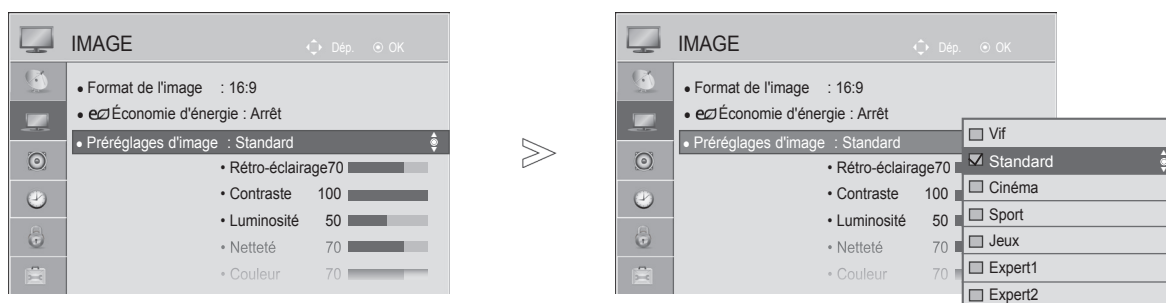 IMAGE
Dép. OK
• Format de l'image : 16:9
• e Économie d'énergie : Arrêt
• Préréglages d'image : Standard
• Rétro-éclairage70
• Contraste 100
• Luminosité 50
• Netteté 70
• Couleur 70
IMAGE
Dép. OK
• Format de l'image : 16:9
• e Économie d'énergie : Arrêt
• Préréglages d'image : Standard
• Rétro-éclairage70
• Contraste 100
• Luminosité 50
• Netteté 70
• Couleur 70
Vif
Standard
Cinéma
Sport
Jeux
Expert1
Expert2